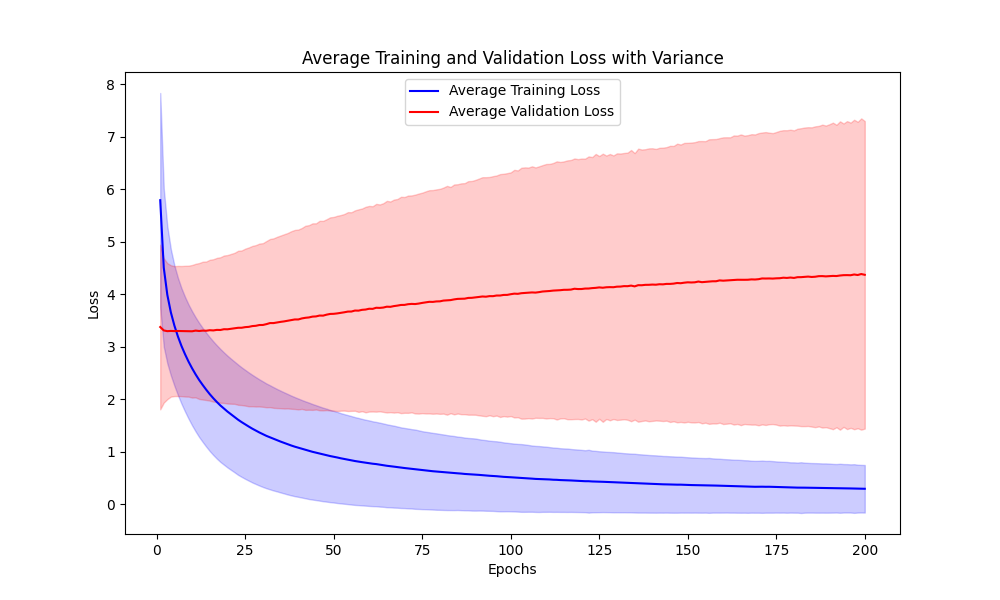 Average Training and Validation Loss with Variance
Average Training Loss
Average Validation Loss
8
7
6
5
4
3
2
1
0
Loss
0 25 50 75 100 125 150 175 200
Epochs